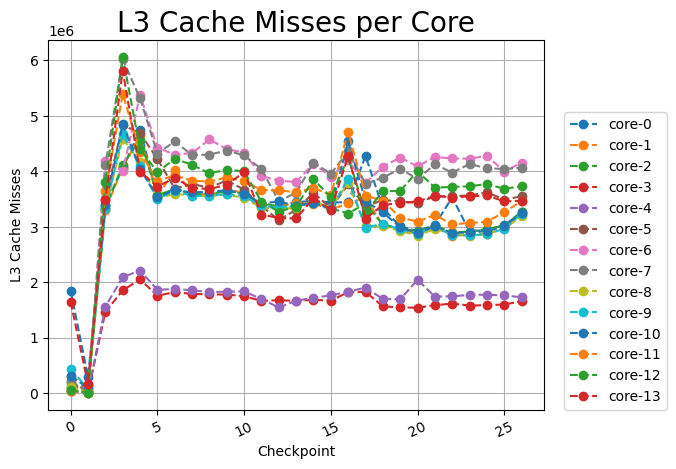 L3 Cache Misses per Core
1e6
6
5
4
3
2
1
0
L3 Cache Misses
0
5
10
15
20
25
Checkpoint
core-0
core-1
core-2
core-3
core-4
core-5
core-6
core-7
core-8
core-9
core-10
core-11
core-12
core-13